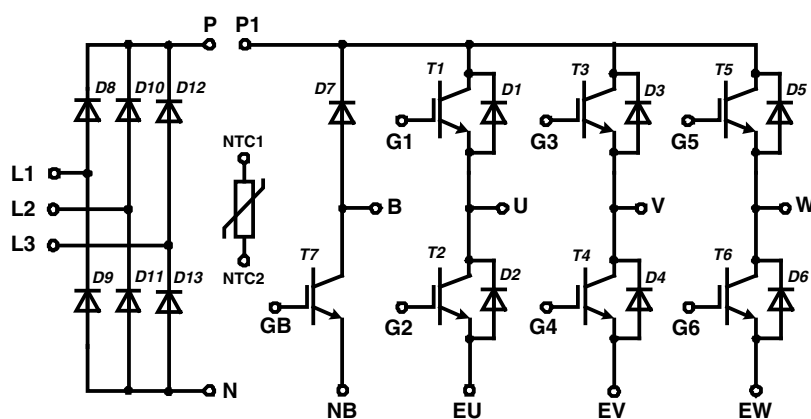 P P1
D8 D10 D12 D7 T1 D1 T3 D3 T5 D5
G1 G3 G5
NTC1
L1
L2 B U V W
L3
NTC2
D9 D11 D13 T7 T2 D2 T4 D4 T6 D6
GB G2 G4 G6
N
NB EU EV EW